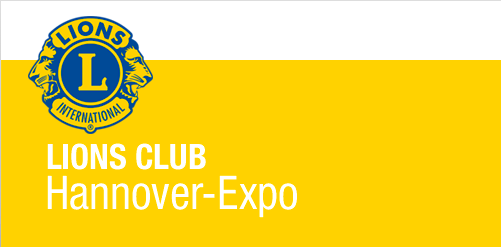 LIONS
L
INTERNATIONAL
®
LIONS CLUB
Hannover-Expo